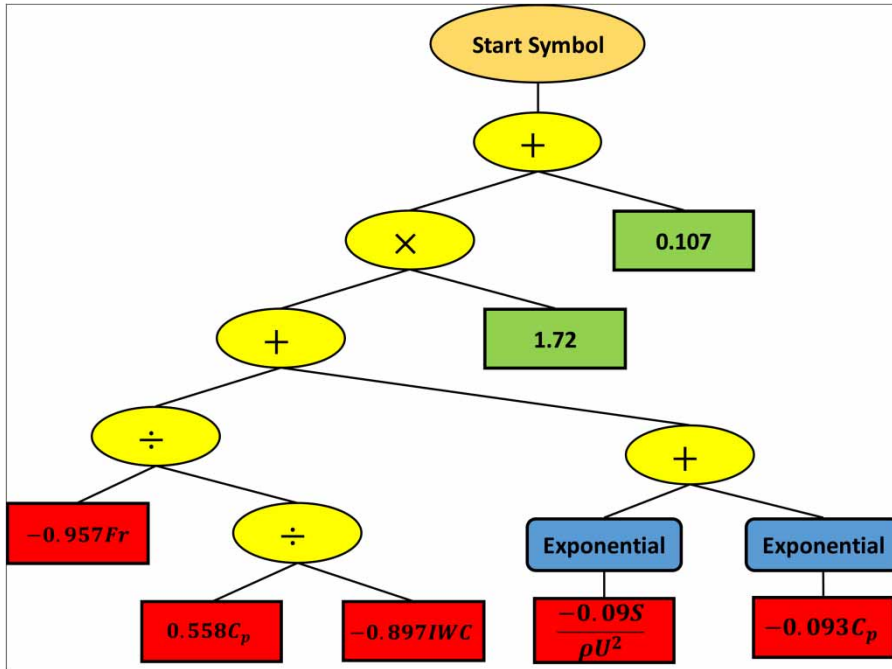 Start Symbol
+
×
0.107
+
1.72
÷
+
−0.957Fr
÷
Exponential
Exponential
0.558C_p
−0.897IWC
−0.09S
ρU²
−0.093C_p